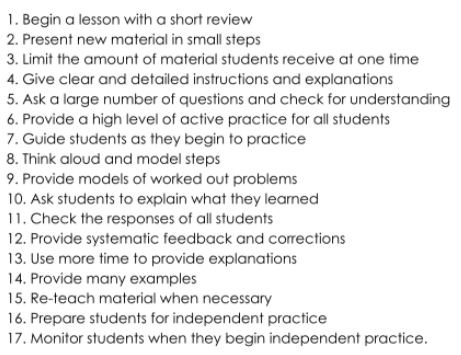 1. Begin a lesson with a short review
2. Present new material in small steps
3. Limit the amount of material students receive at one time
4. Give clear and detailed instructions and explanations
5. Ask a large number of questions and check for understanding
6. Provide a high level of active practice for all students
7. Guide students as they begin to practice
8. Think aloud and model steps
9. Provide models of worked out problems
10. Ask students to explain what they learned
11. Check the responses of all students
12. Provide systematic feedback and corrections
13. Use more time to provide explanations
14. Provide many examples
15. Re-teach material when necessary
16. Prepare students for independent practice
17. Monitor students when they begin independent practice.